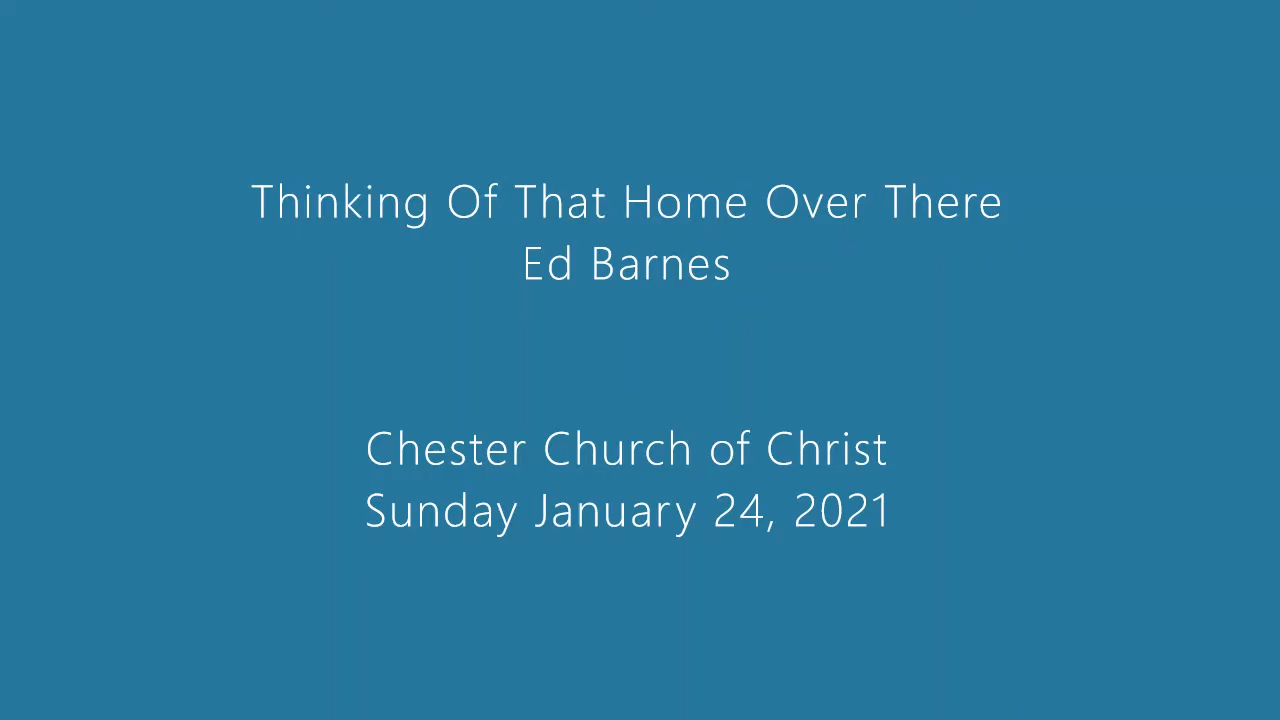 Thinking Of That Home Over There
Ed Barnes
Chester Church of Christ
Sunday January 24, 2021